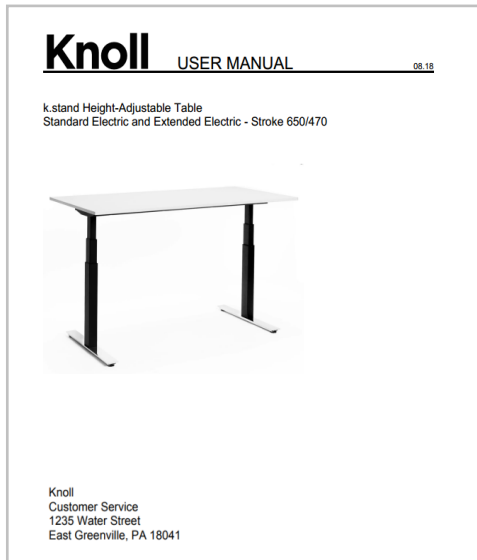 Knoll USER MANUAL 08.18
k.stand Height-Adjustable Table
Standard Electric and Extended Electric - Stroke 650/470
Knoll
Customer Service
1235 Water Street
East Greenville, PA 18041